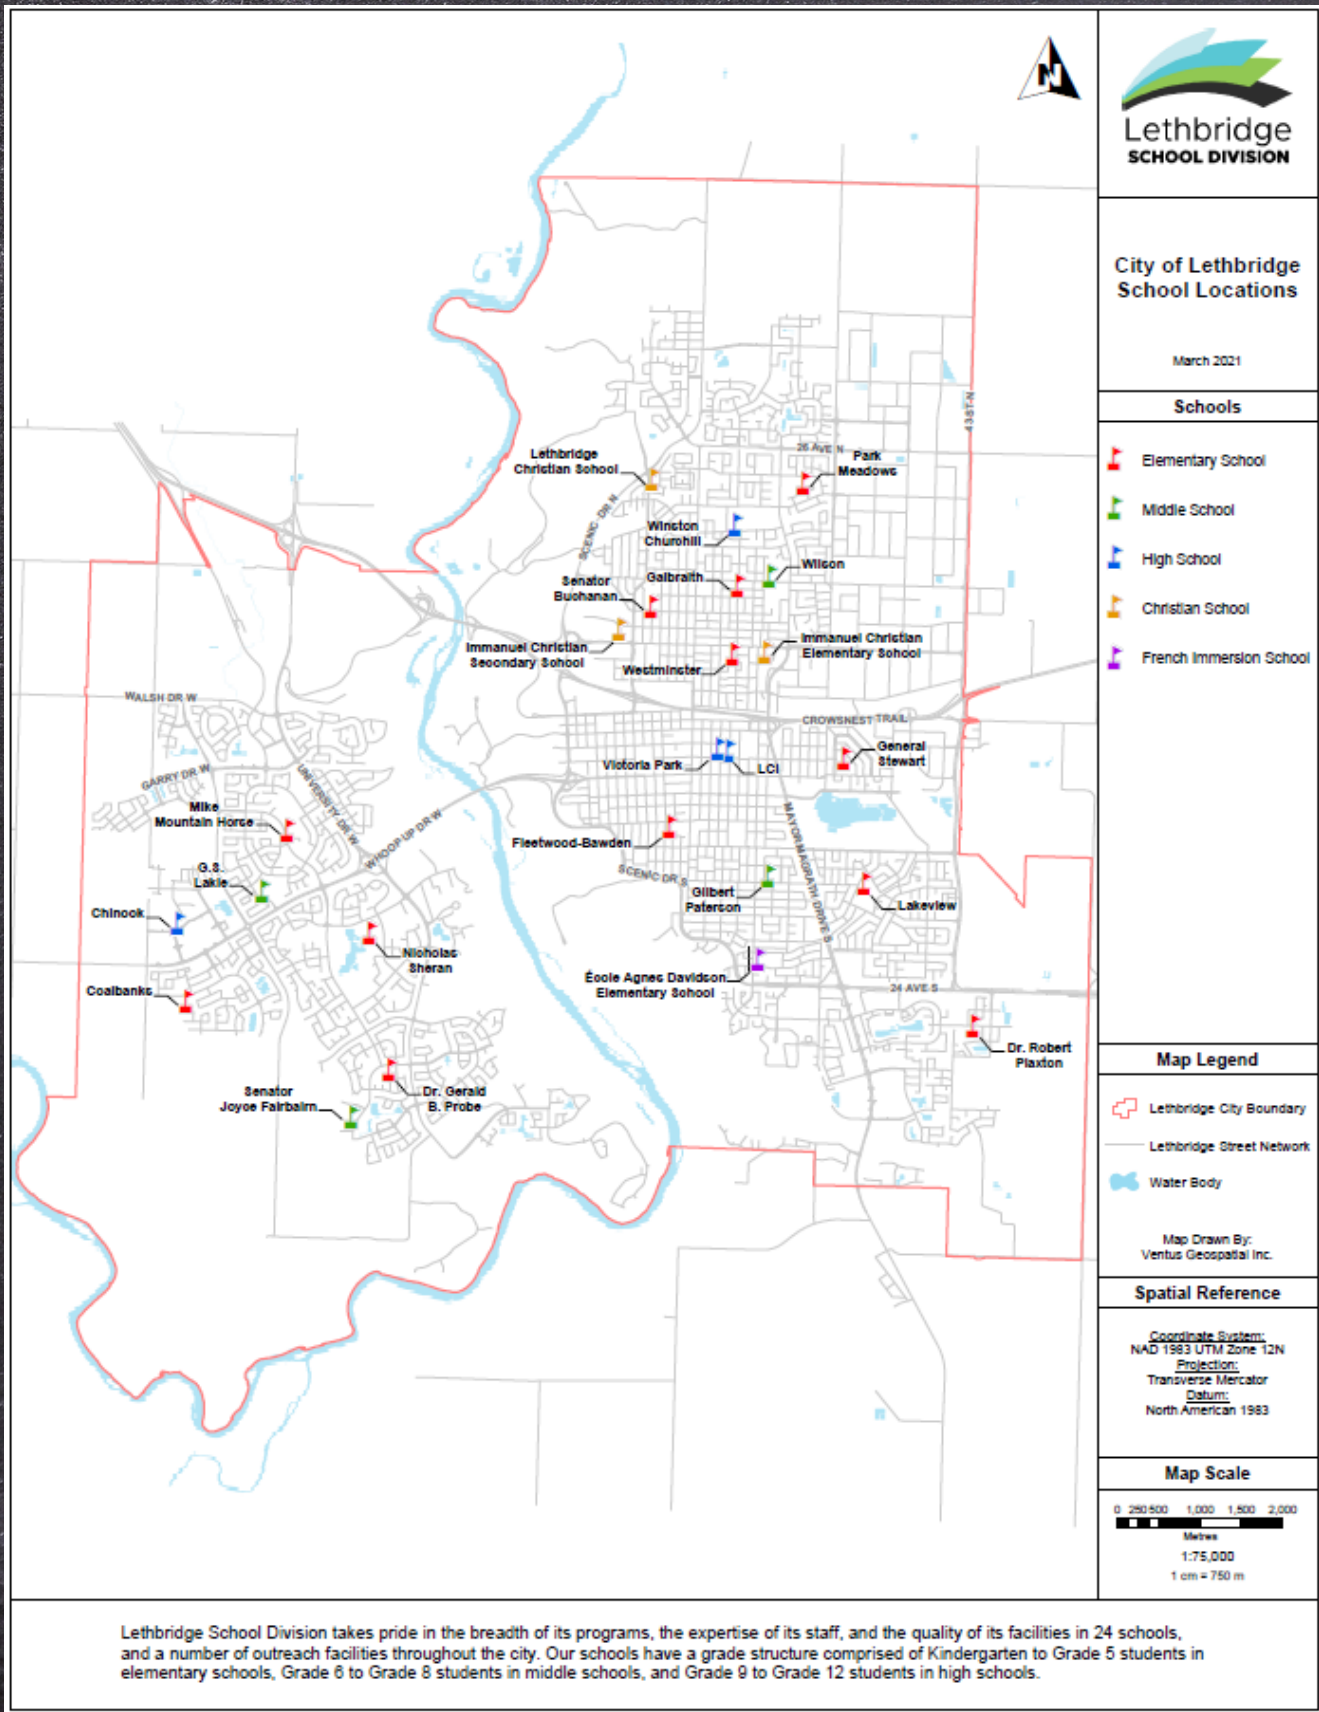 N
Lethbridge
SCHOOL DIVISION
City of Lethbridge
School Locations
March 2021
Schools
Elementary School
Middle School
High School
Christian School
French Immersion School
43 ST N
26 AVE N
Park
Meadows
Lethbridge
Christian School
SCENIC DR N
Winston
Churchill
Wilson
Galbraith
Senator
Buchanan
Immanuel Christian
Secondary School
Immanuel Christian
Elementary School
Westminster
WALSH DR W
CROWSNEST TRAIL
General
Stewart
Victoria Park
LCI
GARRY DR W
UNIVERSITY DR W
WHOOP UP DR W
Mike
Mountain Horse
MAYOR MAGRATH DRIVE S
Fleetwood-Bawden
SCENIC DR S
G.S.
Lakie
Gilbert
Paterson
Lakeview
Chinook
Nicholas
Sheran
École Agnes Davidson
Elementary School
24 AVE S
Coalbanks
Dr. Robert
Plaxton
Senator
Joyce Fairbairn
Dr. Gerald
B. Probe
Map Legend
Lethbridge City Boundary
Lethbridge Street Network
Water Body
Map Drawn By:
Ventus Geospatial Inc.
Spatial Reference
Coordinate System:
NAD 1983 UTM Zone 12N
Projection:
Transverse Mercator
Datum:
North American 1983
Map Scale
0 250 500 1,000 1,500 2,000
Metres
1:75,000
1 cm = 750 m
Lethbridge School Division takes pride in the breadth of its programs, the expertise of its staff, and the quality of its facilities in 24 schools,
and a number of outreach facilities throughout the city. Our schools have a grade structure comprised of Kindergarten to Grade 5 students in
elementary schools, Grade 6 to Grade 8 students in middle schools, and Grade 9 to Grade 12 students in high schools.